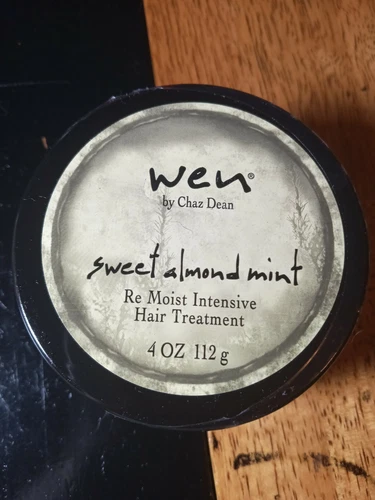 wen®
by Chaz Dean
sweet almond mint
Re Moist Intensive
Hair Treatment
4 OZ 112 g